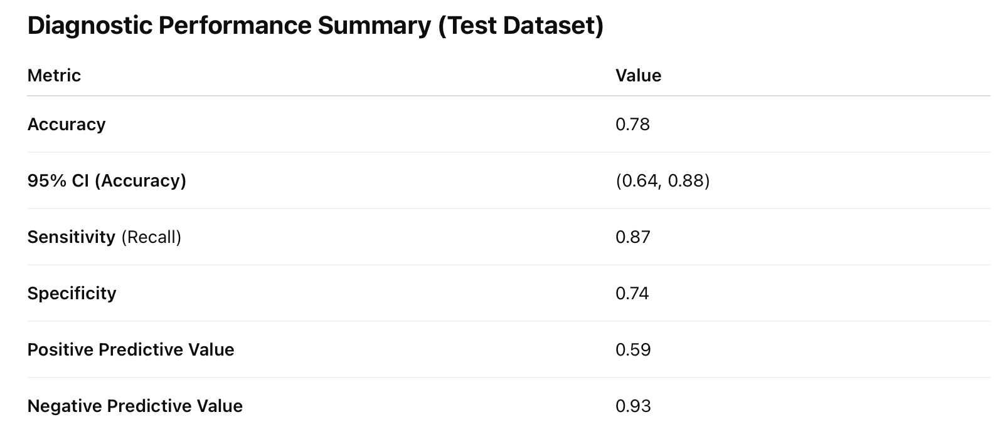 Diagnostic Performance Summary (Test Dataset)
Metric Value
Accuracy 0.78
95% CI (Accuracy) (0.64, 0.88)
Sensitivity (Recall) 0.87
Specificity 0.74
Positive Predictive Value 0.59
Negative Predictive Value 0.93